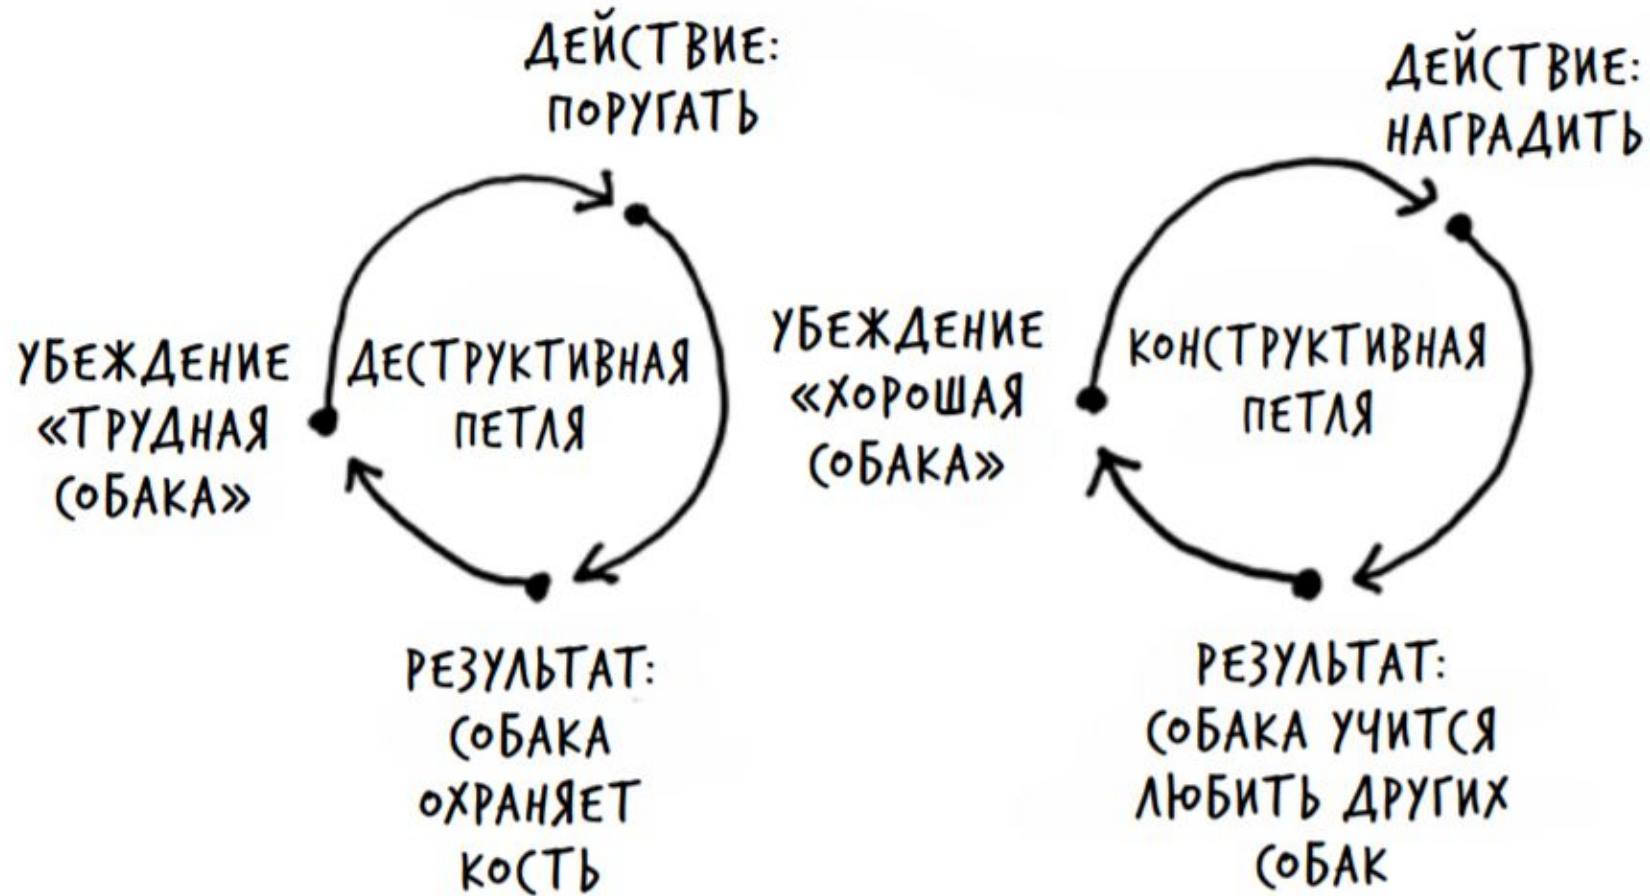 ДЕЙСТВИЕ:
ПОРУГАТЬ
УБЕЖДЕНИЕ
«ТРУДНАЯ
СОБАКА»
ДЕСТРУКТИВНАЯ
ПЕТЛЯ
РЕЗУЛЬТАТ:
СОБАКА
ОХРАНЯЕТ
КОСТЬ
ДЕЙСТВИЕ:
НАГРАДИТЬ
УБЕЖДЕНИЕ
«ХОРОШАЯ
СОБАКА»
КОНСТРУКТИВНАЯ
ПЕТЛЯ
РЕЗУЛЬТАТ:
СОБАКА УЧИТСЯ
ЛЮБИТЬ ДРУГИХ
СОБАК